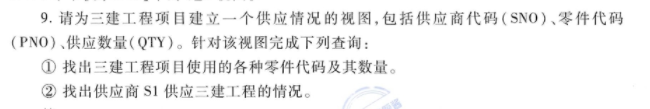 9. 请为三建工程项目建立一个供应情况的视图,包括供应商代码(SNO)、零件代码
(PNO)、供应数量(QTY)。针对该视图完成下列查询:
① 找出三建工程项目使用的各种零件代码及其数量。
② 找出供应商 S1 供应三建工程的情况。